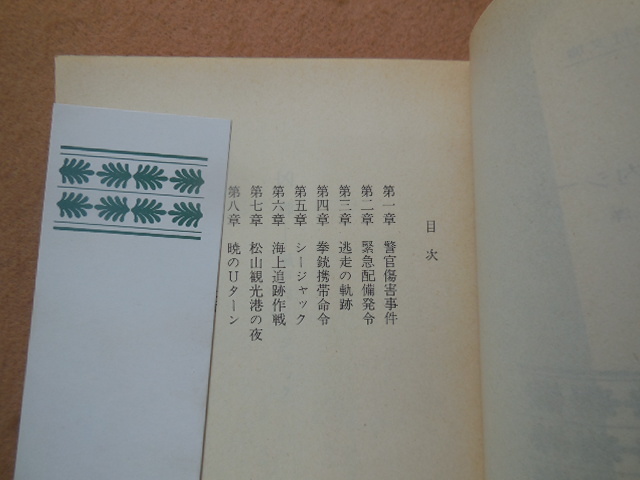 目次
第一章 警官傷害事件
第二章 緊急配備発令
第三章 逃走の軌跡
第四章 拳銃携帯命令
第五章 シージャック
第六章 海上追跡作戦
第七章 松山観光港の夜
第八章 暁のUターン